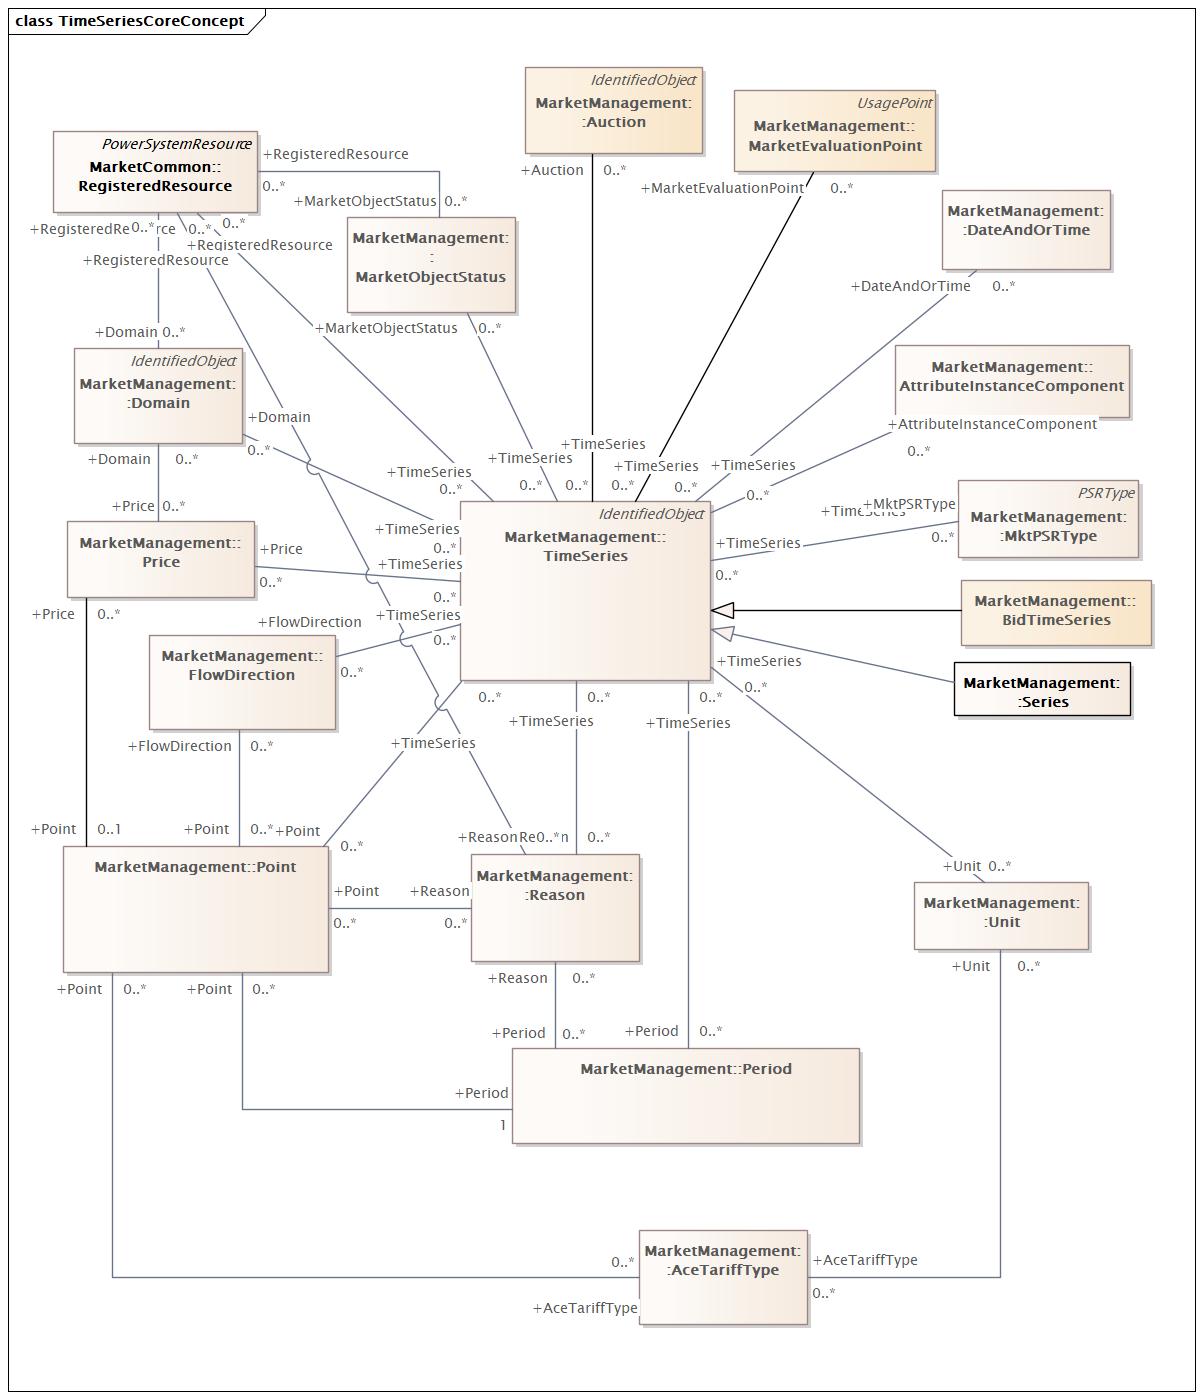 class TimeSeriesCoreConcept
IdentifiedObject
MarketManagement:
:Auction
+Auction 0..*
UsagePoint
MarketManagement::
MarketEvaluationPoint
+MarketEvaluationPoint 0..*
PowerSystemResource
MarketCommon::
RegisteredResource
+RegisteredResource
0..*
+MarketObjectStatus 0..*
0..*
+RegisteredRe 0..* rce 0..*
+RegisteredResource
+RegisteredResource
MarketManagement:
:
MarketObjectStatus
+MarketObjectStatus 0..*
MarketManagement:
:DateAndOrTime
+DateAndOrTime 0..*
+Domain 0..*
IdentifiedObject
MarketManagement:
:Domain
+Domain
0..*
+Domain 0..*
MarketManagement::
AttributeInstanceComponent
+AttributeInstanceComponent
0..*
+TimeSeries
0..*
+TimeSeries
0..*
+TimeSeries
0..*
+TimeSeries
0..*
+TimeSeries
0..*
0..*
PSRType
MarketManagement:
:MktPSRType
+MktPSRType
+TimeSeries
0..*
+TimeSeries
0..*
+Price 0..*
MarketManagement::
Price
+Price
0..*
+Price 0..*
IdentifiedObject
MarketManagement::
TimeSeries
+TimeSeries
0..*
+TimeSeries
0..*
+TimeSeries
0..*
MarketManagement::
BidTimeSeries
MarketManagement:
:Series
+FlowDirection
0..*
MarketManagement::
FlowDirection
+FlowDirection 0..*
+TimeSeries
0..*
0..*
+TimeSeries
0..*
+TimeSeries
0..*
+TimeSeries
+Point 0..1
+Point 0..*
+Point
0..*
+Reason Re 0..* n 0..*
+Unit 0..*
MarketManagement::Point
+Point
0..*
+Reason
0..*
MarketManagement:
:Reason
MarketManagement:
:Unit
+Unit 0..*
+Point 0..*
+Point 0..*
+Reason 0..*
+Period 0..*
+Period 0..*
MarketManagement::Period
+Period
1
MarketManagement:
:AceTariffType
0..*
+AceTariffType
+AceTariffType
0..*